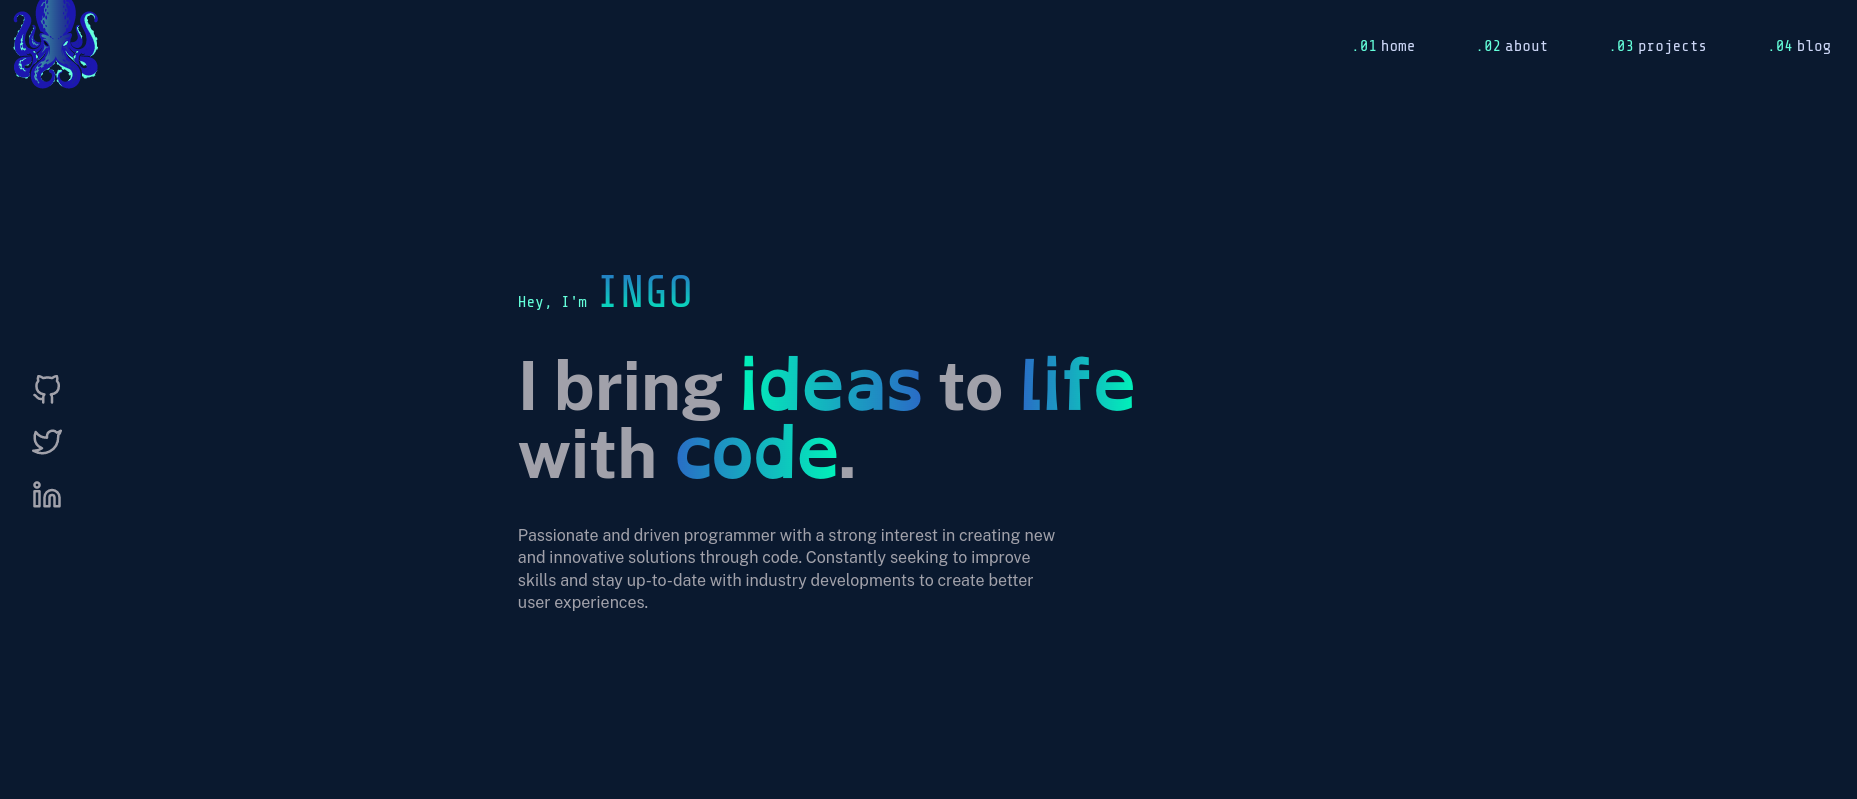 .01 home .02 about .03 projects .04 blog
Hey, I'm INGO
I bring ideas to life
with code.
Passionate and driven programmer with a strong interest in creating new
and innovative solutions through code. Constantly seeking to improve
skills and stay up-to-date with industry developments to create better
user experiences.